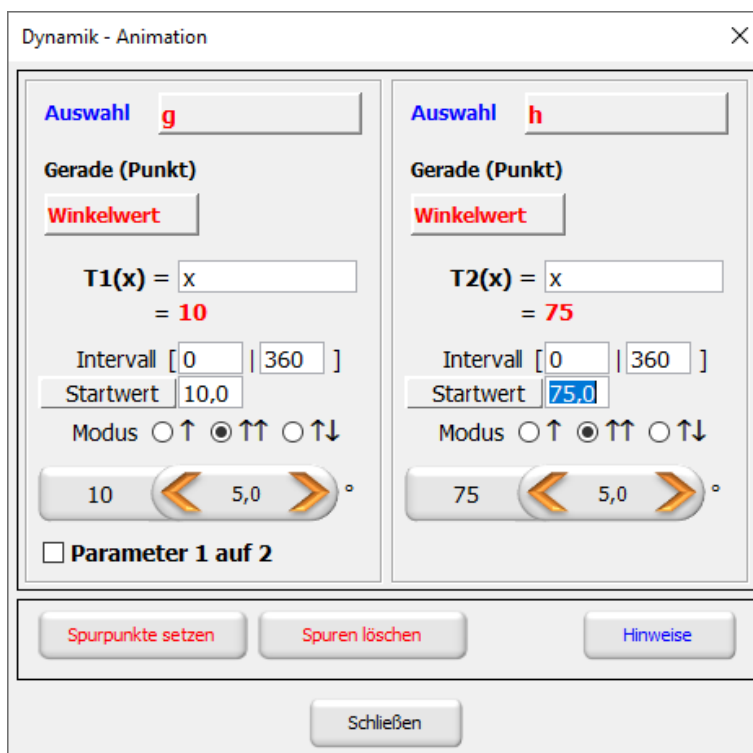 Dynamik - Animation
Auswahl g
Gerade (Punkt)
Winkelwert
T1(x) = x
= 10
Intervall [ 0 | 360 ]
Startwert 10,0
Modus ↑ ↑↑ ↑↓
10 5,0 °
Parameter 1 auf 2
Auswahl h
Gerade (Punkt)
Winkelwert
T2(x) = x
= 75
Intervall [ 0 | 360 ]
Startwert 75,0
Modus ↑ ↑↑ ↑↓
75 5,0 °
Spurpunkte setzen Spuren löschen Hinweise
Schließen